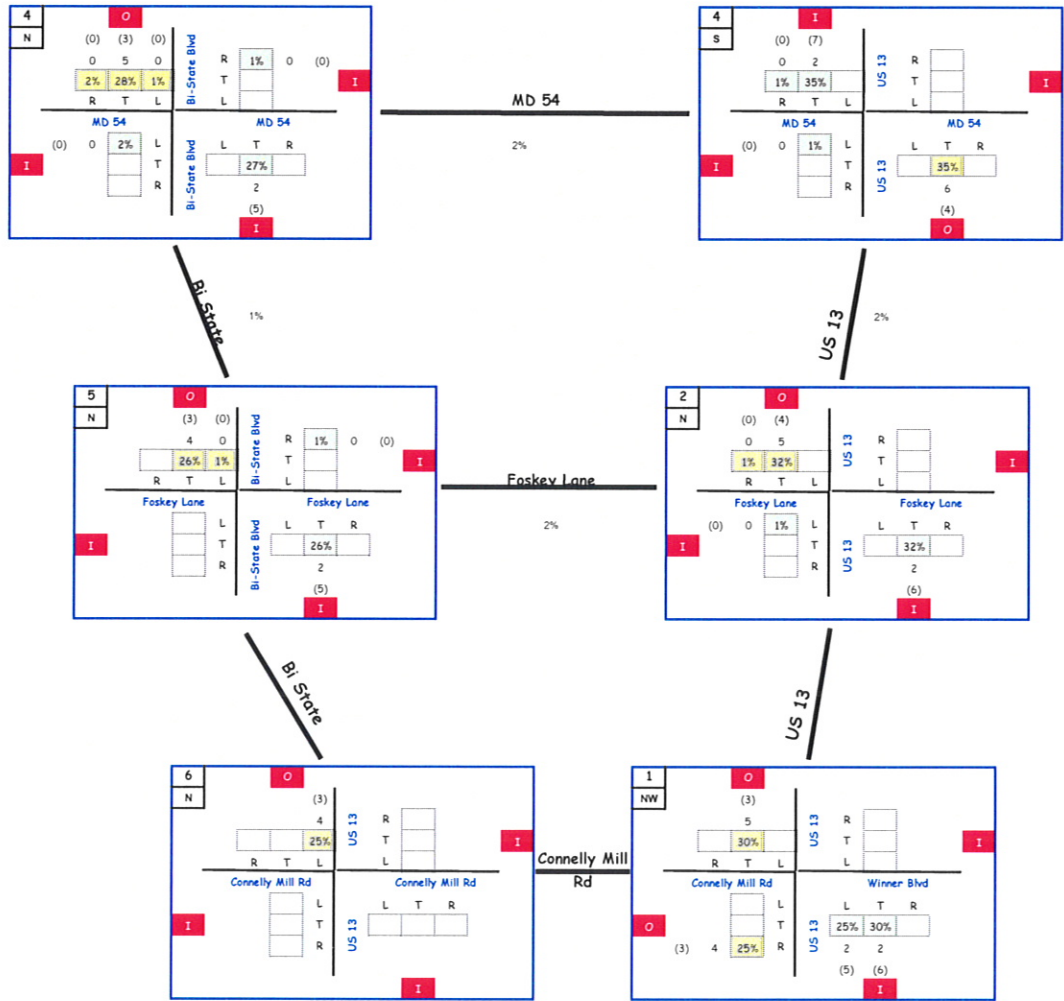 4 O
N (0) (3) (0)
0 5 0 Bi-State Blvd R 1% 0 (0)
2% 28% 1% T I
R T L L
MD 54 MD 54
(0) 0 2% L L T R
I T Bi-State Blvd 27%
R 2
(5)
I
MD 54
2%
4 I
S (0) (7)
0 2 US 13 R
1% 35% T I
R T L L
MD 54 MD 54
(0) 0 1% L L T R
I T US 13 35%
R 6
(4)
O
Bi State
1%
US 13
2%
5 O
N (3) (0)
4 0 Bi-State Blvd R 1% 0 (0)
26% 1% T I
R T L L
Foskey Lane Foskey Lane
L L T R
I T Bi-State Blvd 26%
R 2
(5)
I
Foskey Lane
2%
2 O
N (0) (4)
0 5 US 13 R
1% 32% T I
R T L L
Foskey Lane Foskey Lane
(0) 0 1% L L T R
I T US 13 32%
R 2
(6)
I
Bi State
US 13
6 O
N (3)
4 US 13 R
25% T I
R T L L
Connelly Mill Rd Connelly Mill Rd
L L T R
I T US 13
R
I
Connelly Mill
Rd
1 O
NW (3)
5 US 13 R
30% T I
R T L L
Connelly Mill Rd Winner Blvd
L L T R
O T US 13 25% 30%
(3) 4 25% R 2 2
(5) (6)
I